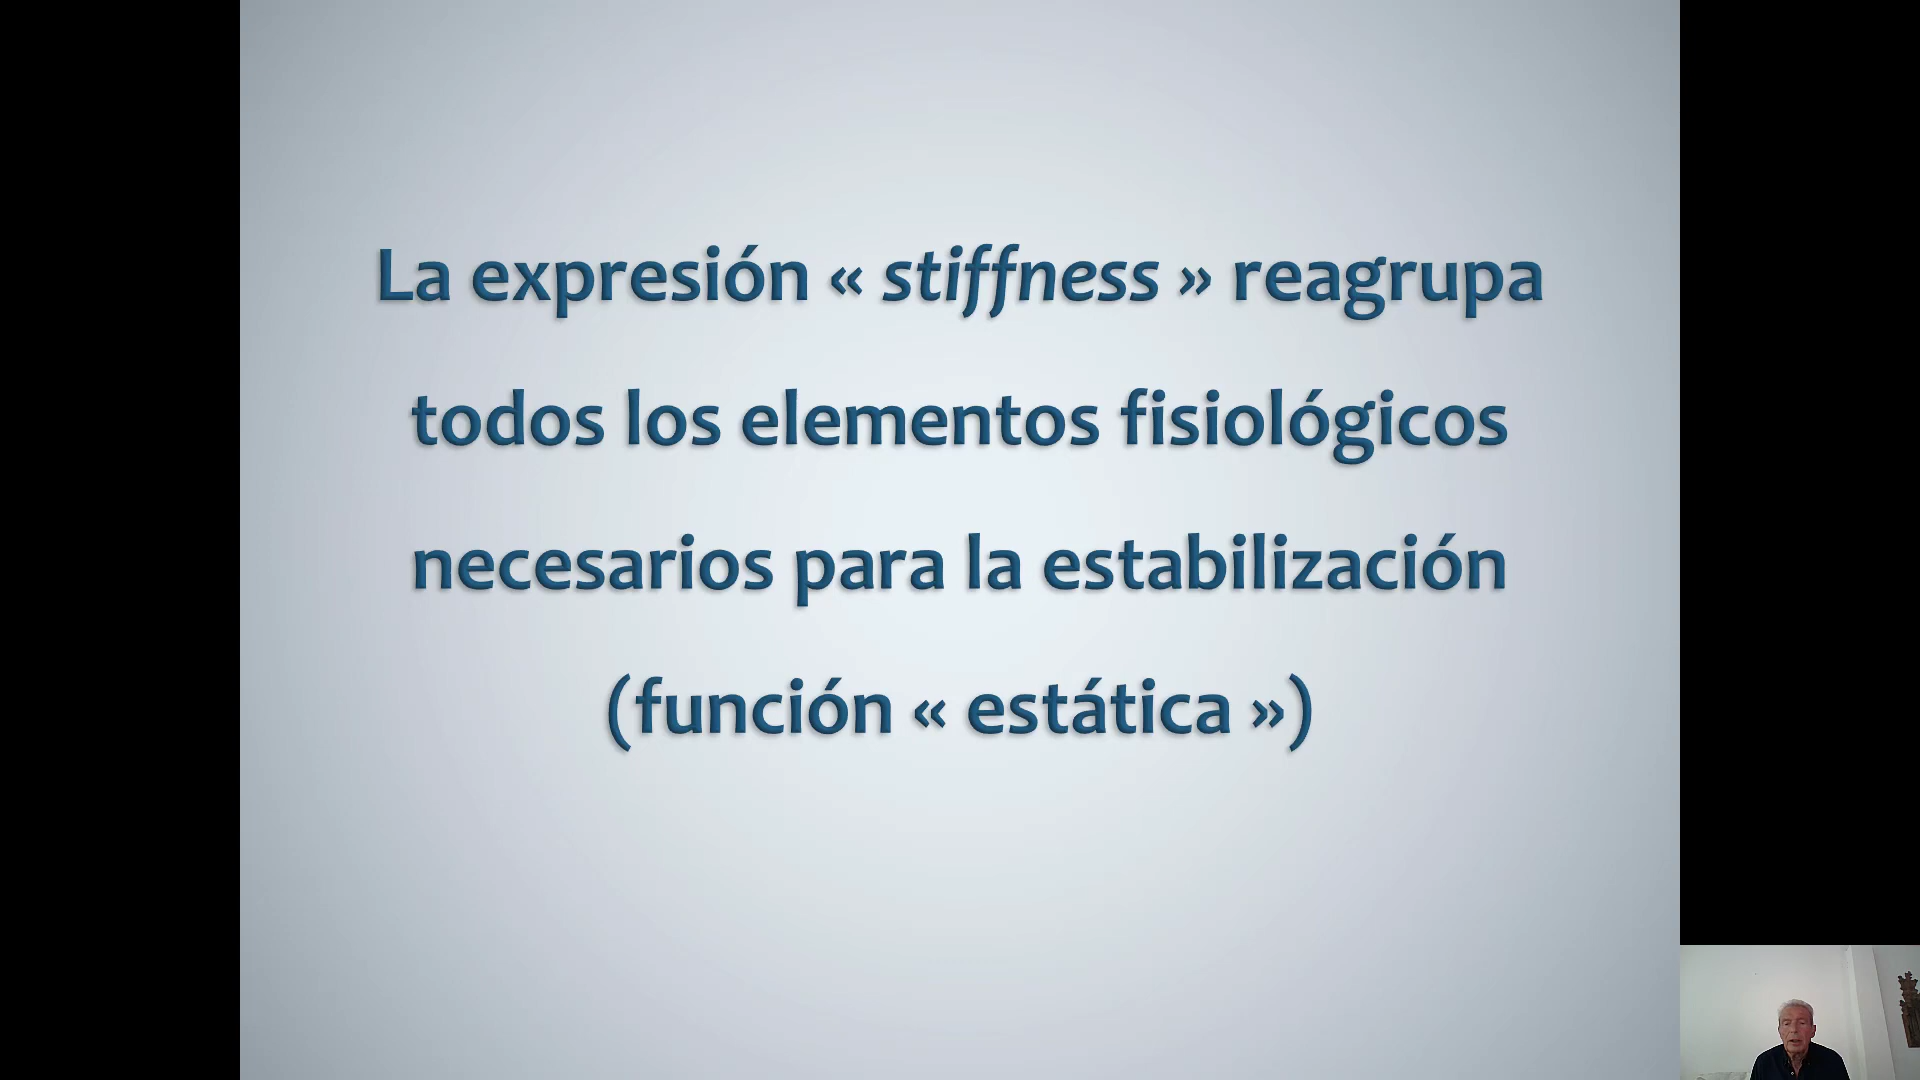 La expresión « stiffness » reagrupa
todos los elementos fisiológicos
necesarios para la estabilización
(función « estática »)